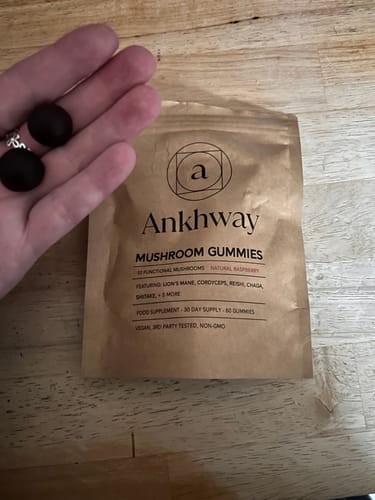 a
Ankhway
MUSHROOM GUMMIES
10 FUNCTIONAL MUSHROOMS NATURAL RASPBERRY
FEATURING: LION'S MANE, CORDYCEPS, REISHI, CHAGA,
SHIITAKE, + 5 MORE
FOOD SUPPLEMENT - 30 DAY SUPPLY - 60 GUMMIES
VEGAN, 3RD PARTY TESTED, NON-GMO